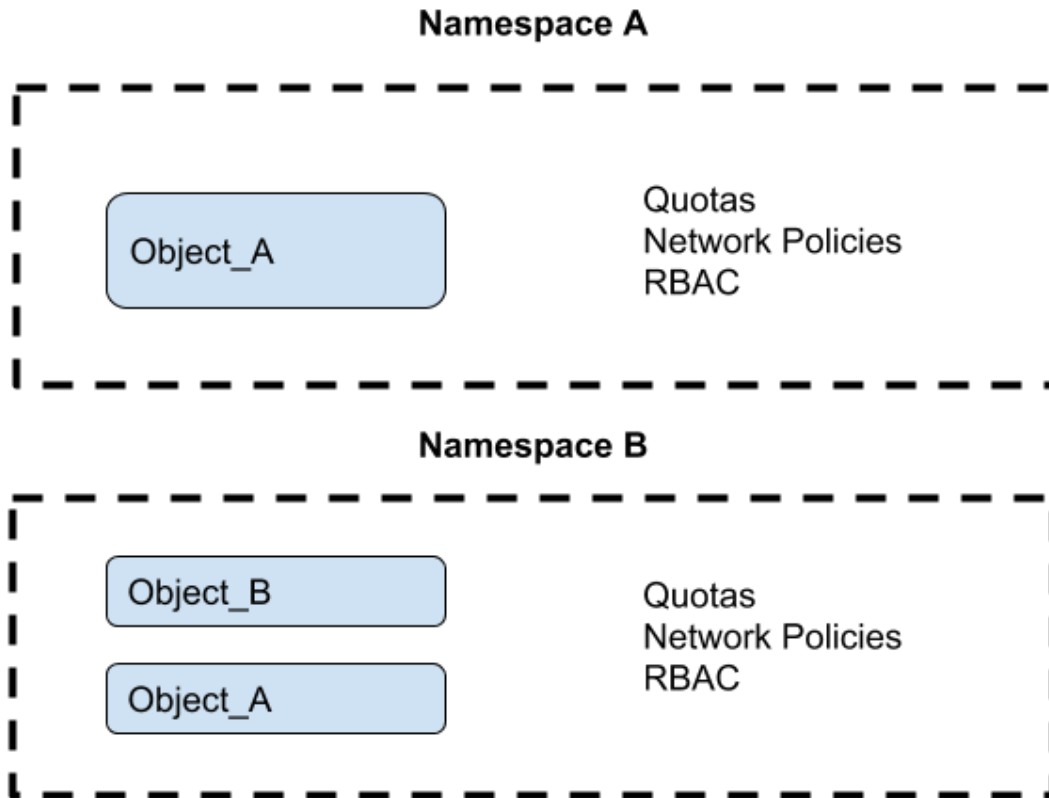 Namespace A
Object_A
Quotas
Network Policies
RBAC
Namespace B
Object_B
Object_A
Quotas
Network Policies
RBAC